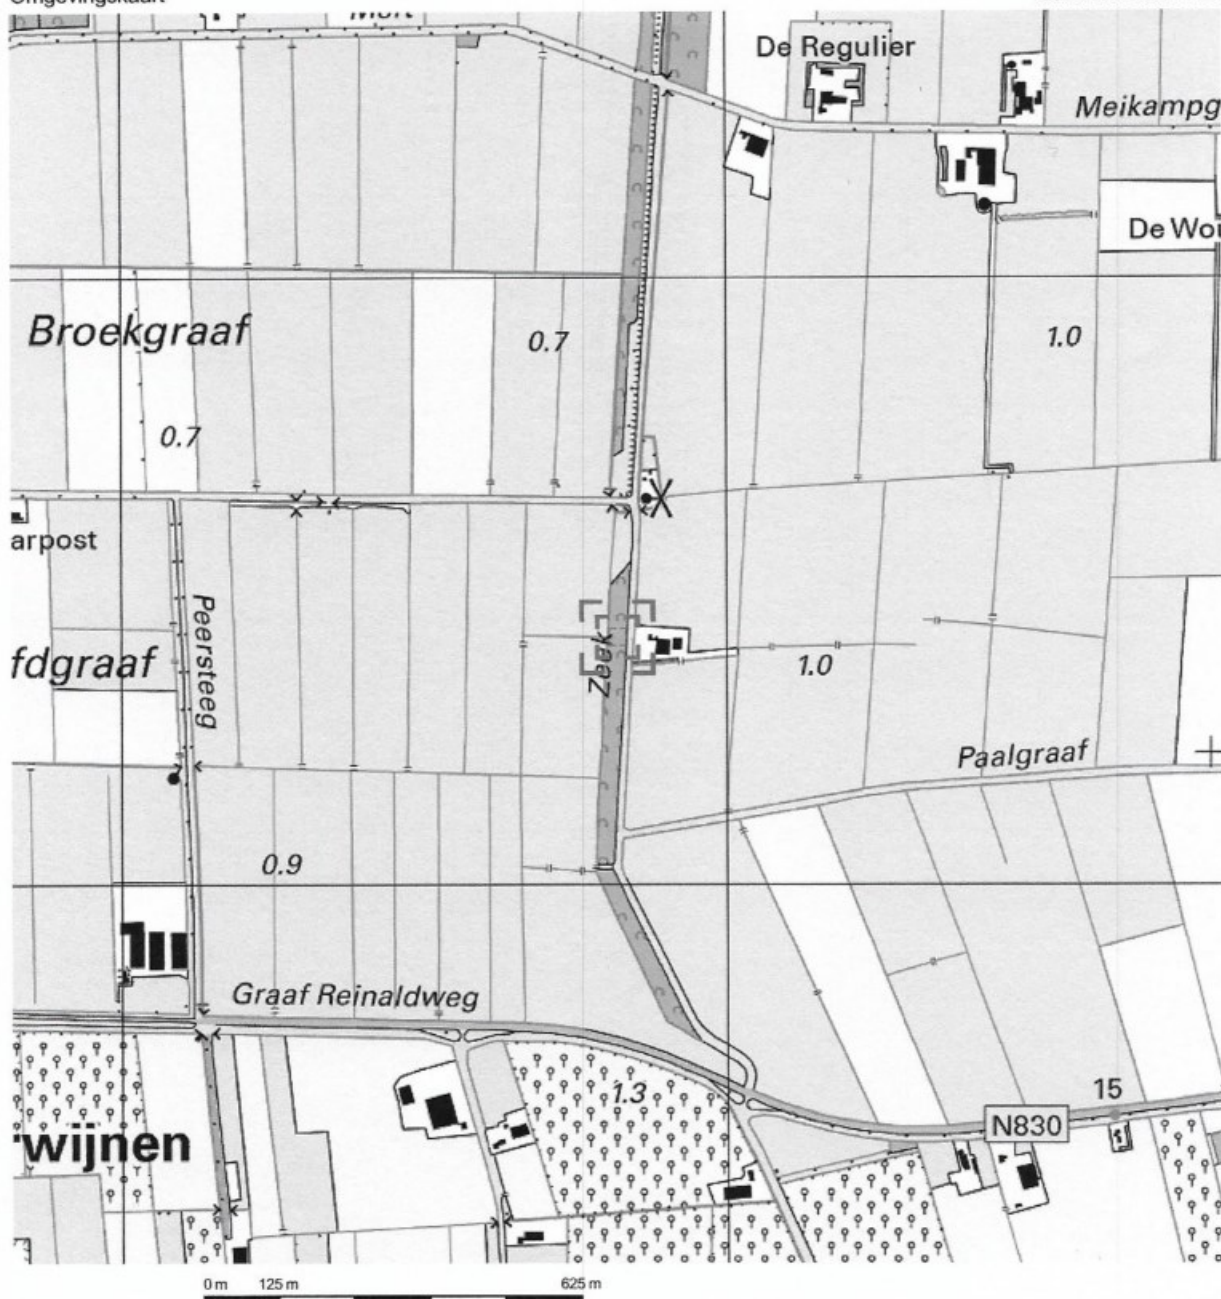 Omgevingskaart
De Regulier
Meikampg
De Wou
Broekgraaf
0.7
1.0
0.7
arpost
Peersteeg
fdgraaf
Zeek
1.0
Paalgraaf
0.9
Graaf Reinaldweg
1.3
15
N830
wijnen
0 m 125 m 625 m